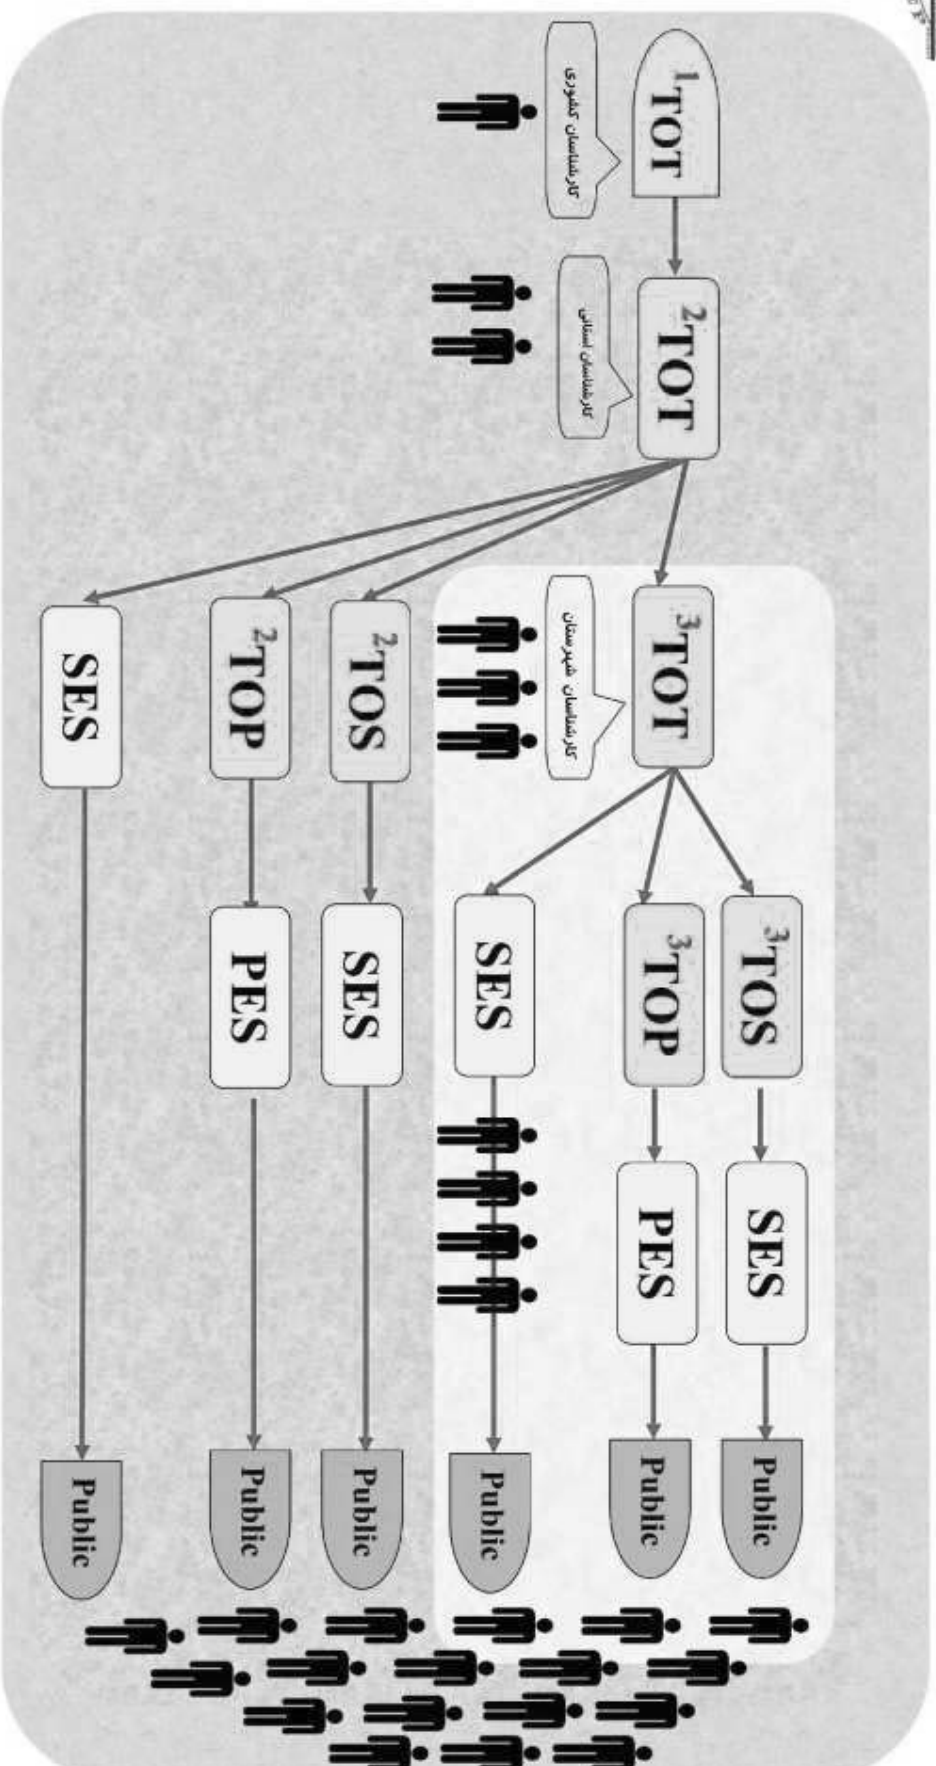 1TOT
کارشناسان کشوری
2TOT
کارشناسان استانی
3TOT
کارشناسان شهرستان
3TOS
SES
Public
3TOP
PES
Public
SES
Public
2TOS
SES
Public
2TOP
PES
Public
SES
Public